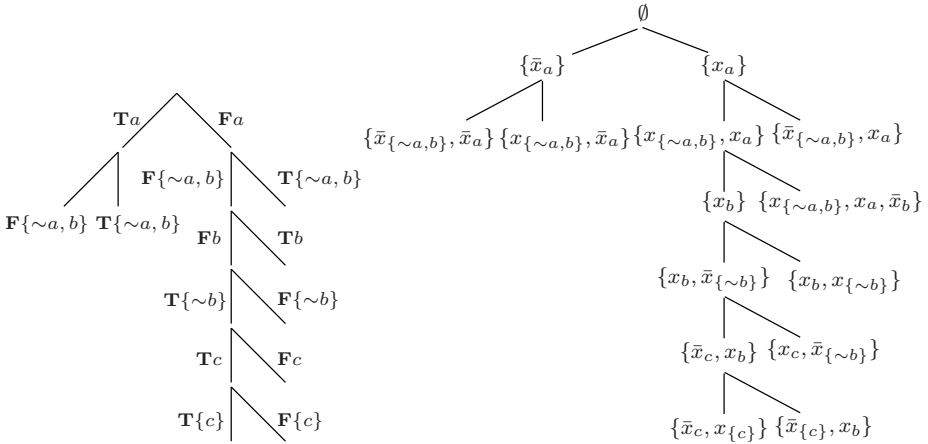 ∅
{x̄_a} {x_a}
Ta Fa
{x̄_{∼a,b}, x̄_a} {x_{∼a,b}, x̄_a} {x_{∼a,b}, x_a} {x̄_{∼a,b}, x_a}
F{∼a, b} T{∼a, b}
{x_b} {x_{∼a,b}, x_a, x̄_b}
F{∼a, b} T{∼a, b}
Fb Tb
{x_b, x̄_{∼b}} {x_b, x_{∼b}}
T{∼b} F{∼b}
{x̄_c, x_b} {x_c, x̄_{∼b}}
Tc Fc
T{c} F{c}
{x̄_c, x_{c}} {x̄_{c}, x_b}